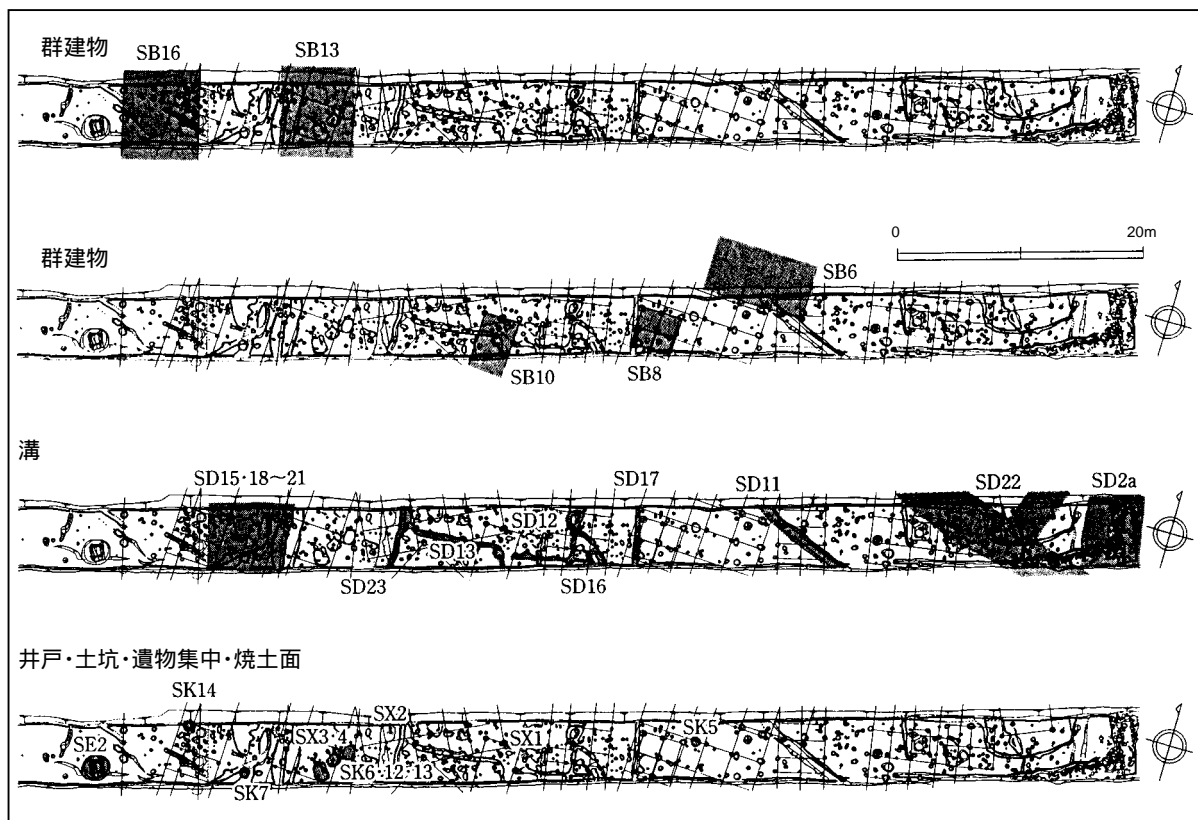 群建物
SB16
SB13
0
20m
群建物
SB6
SB10
SB8
溝
SD15･18～21
SD17
SD11
SD22
SD2a
SD12
SD13
SD23
SD16
井戸･土坑･遺物集中･焼土面
SK14
SX2
SE2
SX3･4
SX1
SK5
SK6･12･13
SK7